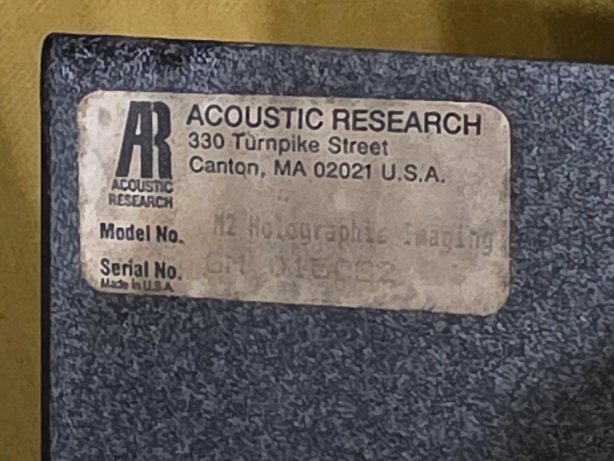 AR
ACOUSTIC
RESEARCH
ACOUSTIC RESEARCH
330 Turnpike Street
Canton, MA 02021 U.S.A.
Model No. M2 Holographic Imaging
Serial No.
Made in U.S.A.